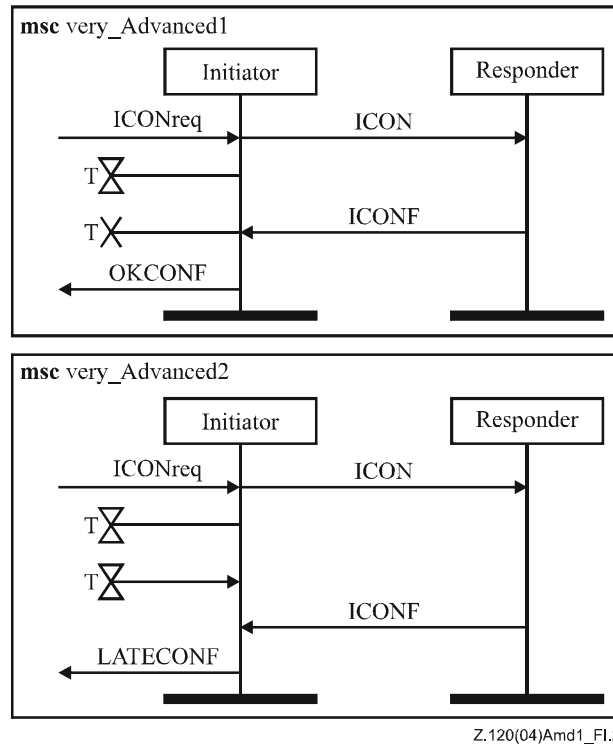 msc very_Advanced1
Initiator
Responder
ICONreq
ICON
T
T
ICONF
OKCONF
msc very_Advanced2
Initiator
Responder
ICONreq
ICON
T
T
ICONF
LATECONF
Z.120(04)Amd1_FI.